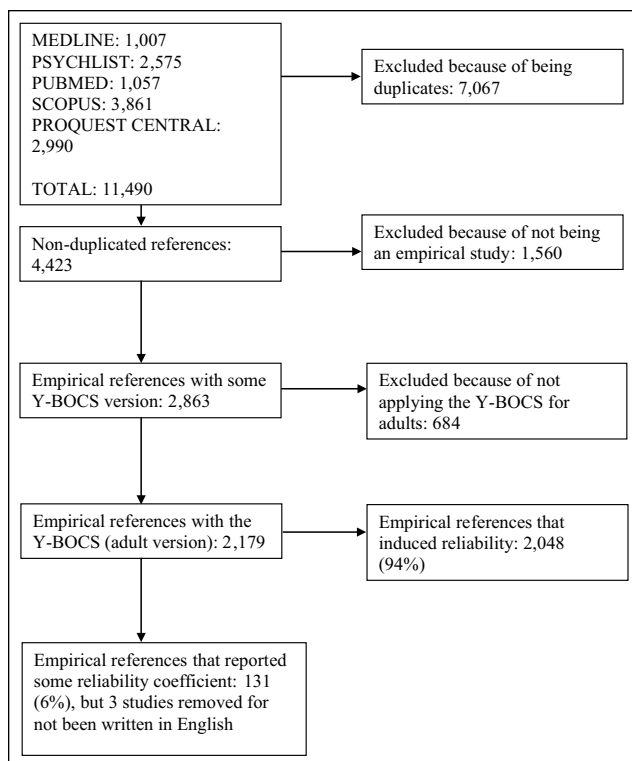 MEDLINE: 1,007
PSYCHLIST: 2,575
PUBMED: 1,057
SCOPUS: 3,861
PROQUEST CENTRAL:
2,990
TOTAL: 11,490
Excluded because of being
duplicates: 7,067
Non-duplicated references:
4,423
Excluded because of not being
an empirical study: 1,560
Empirical references with some
Y-BOCS version: 2,863
Excluded because of not
applying the Y-BOCS for
adults: 684
Empirical references with the
Y-BOCS (adult version): 2,179
Empirical references that
induced reliability: 2,048
(94%)
Empirical references that reported
some reliability coefficient: 131
(6%), but 3 studies removed for
not been written in English